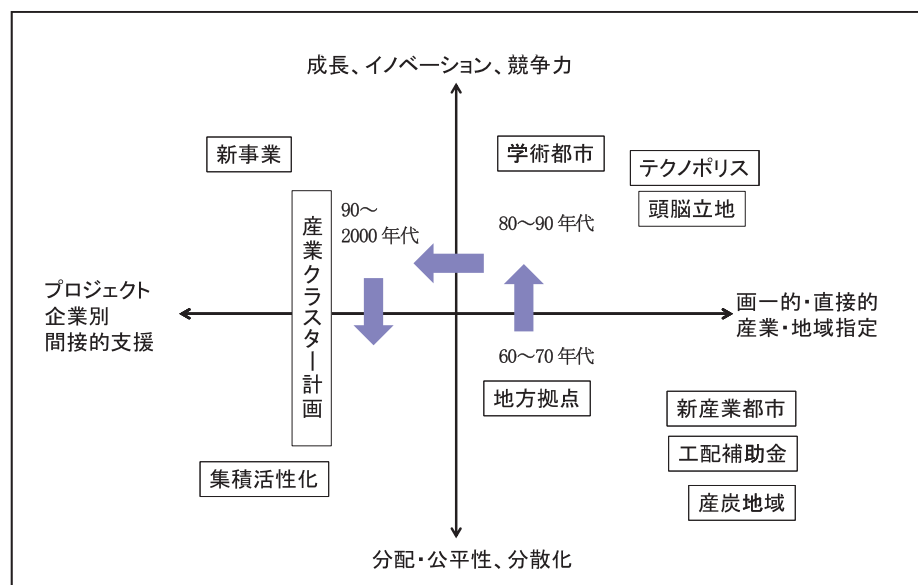 成長、イノベーション、競争力
新事業
学術都市
テクノポリス
頭脳立地
90～
2000 年代
80～90 年代
産業クラスター計画
プロジェクト
企業別
間接的支援
画一的・直接的
産業・地域指定
60～70 年代
地方拠点
新産業都市
工配補助金
集積活性化
産炭地域
分配・公平性、分散化